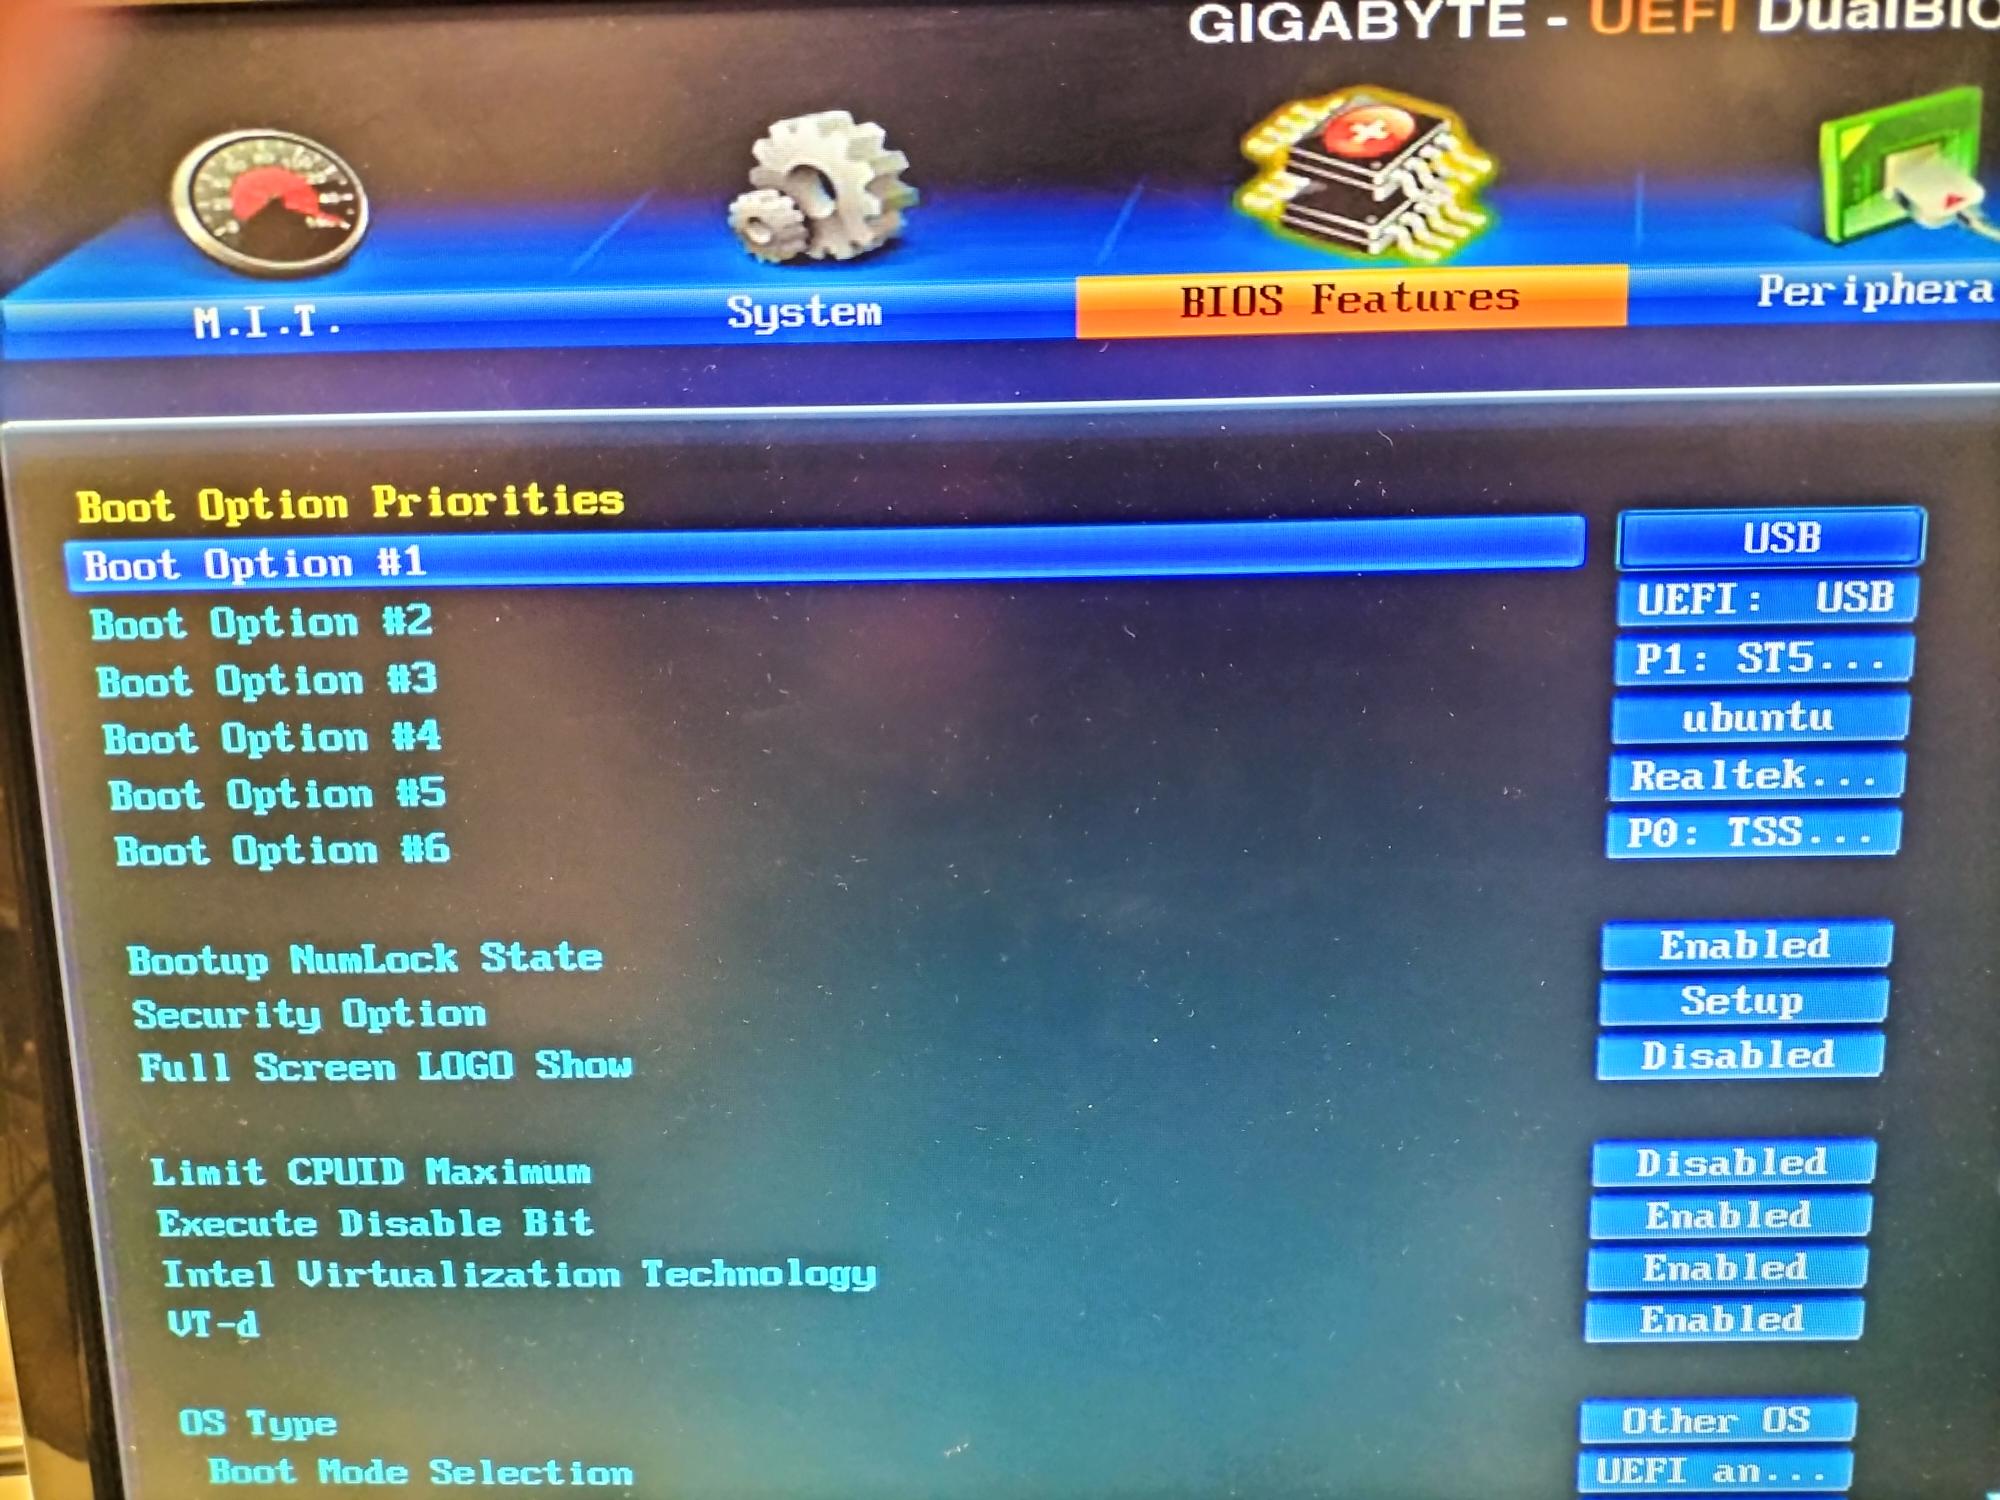 GIGABYTE - UEFI DualBIO
M.I.T. System BIOS Features Periphera
Boot Option Priorities
Boot Option #1 USB
Boot Option #2 UEFI: USB
Boot Option #3 P1: ST5...
Boot Option #4 ubuntu
Boot Option #5 Realtek...
Boot Option #6 P0: TSS...
Bootup NumLock State Enabled
Security Option Setup
Full Screen LOGO Show Disabled
Limit CPUID Maximum Disabled
Execute Disable Bit Enabled
Intel Virtualization Technology Enabled
VT-d Enabled
OS Type Other OS
Boot Mode Selection UEFI an...